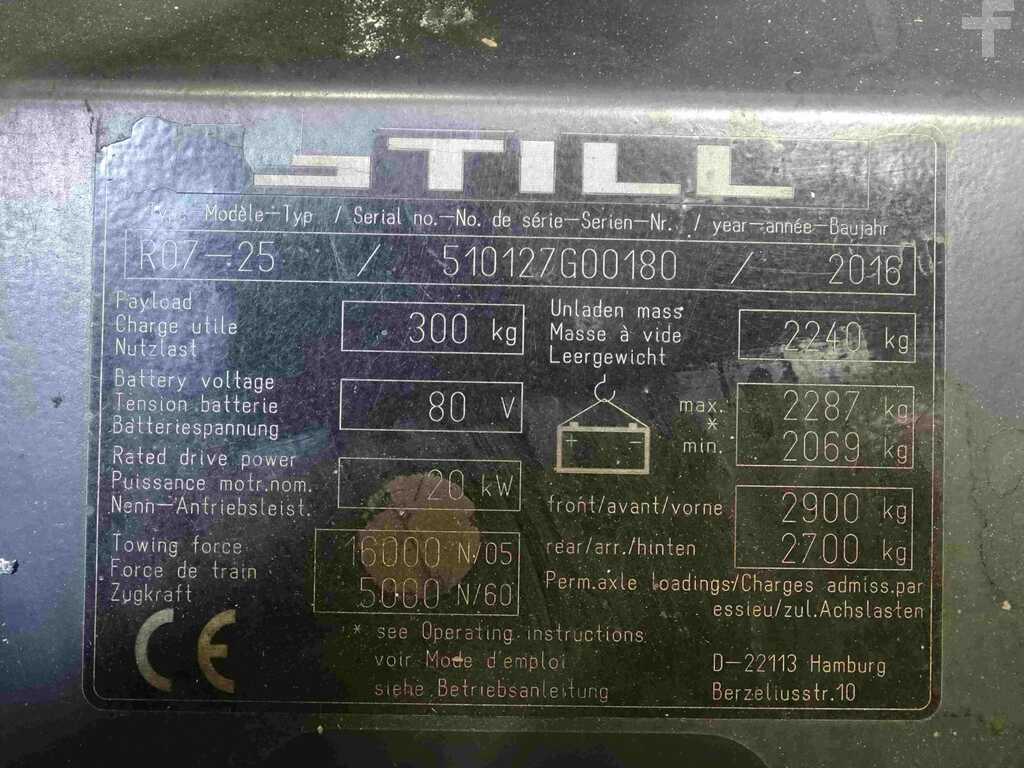 STILL
Type-Modèle-Typ / Serial no.-No. de série-Serien-Nr. / year-année-Baujahr
R07-25 / 510127G00180 / 2016
Payload
Charge utile
Nutzlast
300 kg
Unladen mass
Masse à vide
Leergewicht
2240 kg
Battery voltage
Tension batterie
Batteriespannung
80 V
+ -
max.
*
min.
2287 kg
2069 kg
Rated drive power
Puissance motr.nom.
Nenn-Antriebsleist.
20 kW
front/avant/vorne
2900 kg
rear/arr./hinten
2700 kg
Towing force
Force de train
Zugkraft
16000 N/05
5000 N/60
Perm.axle loadings/Charges admiss.par
essieu/zul.Achslasten
CE
* see Operating instructions
voir Mode d'emploi
siehe Betriebsanleitung
D-22113 Hamburg
Berzeliusstr.10